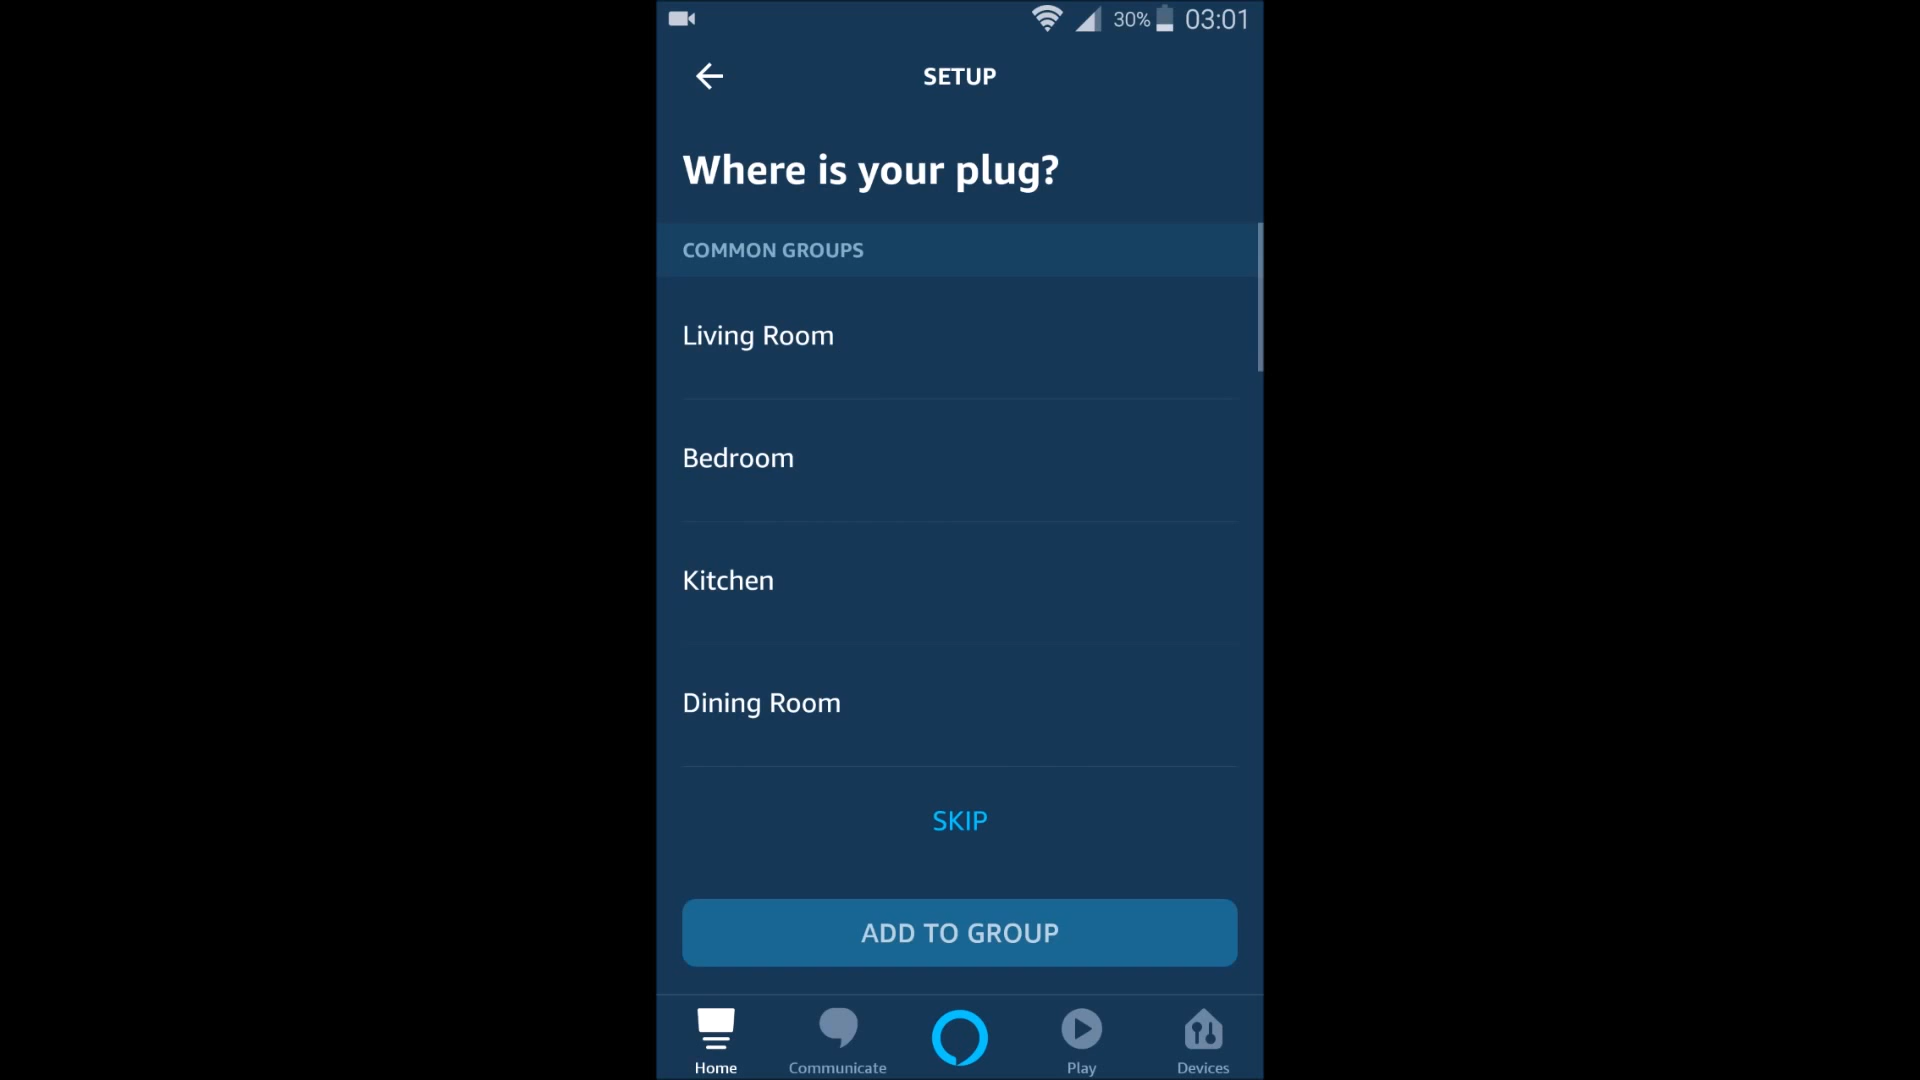 30% 03:01
SETUP
Where is your plug?
COMMON GROUPS
Living Room
Bedroom
Kitchen
Dining Room
SKIP
ADD TO GROUP
Home Communicate Play Devices